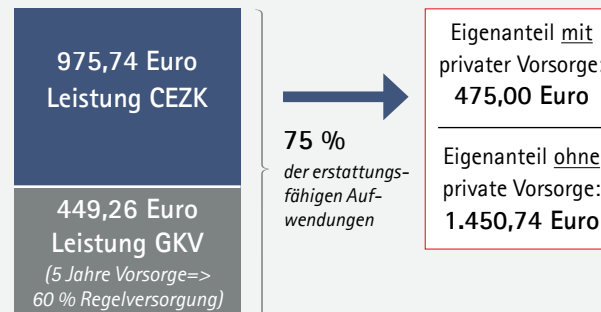 975,74 Euro
Leistung CEZK
449,26 Euro
Leistung GKV
(5 Jahre Vorsorge=>
60 % Regelversorgung)
75 %
der erstattungs-
fähigen Auf-
wendungen
Eigenanteil mit
privater Vorsorge:
475,00 Euro
Eigenanteil ohne
private Vorsorge:
1.450,74 Euro